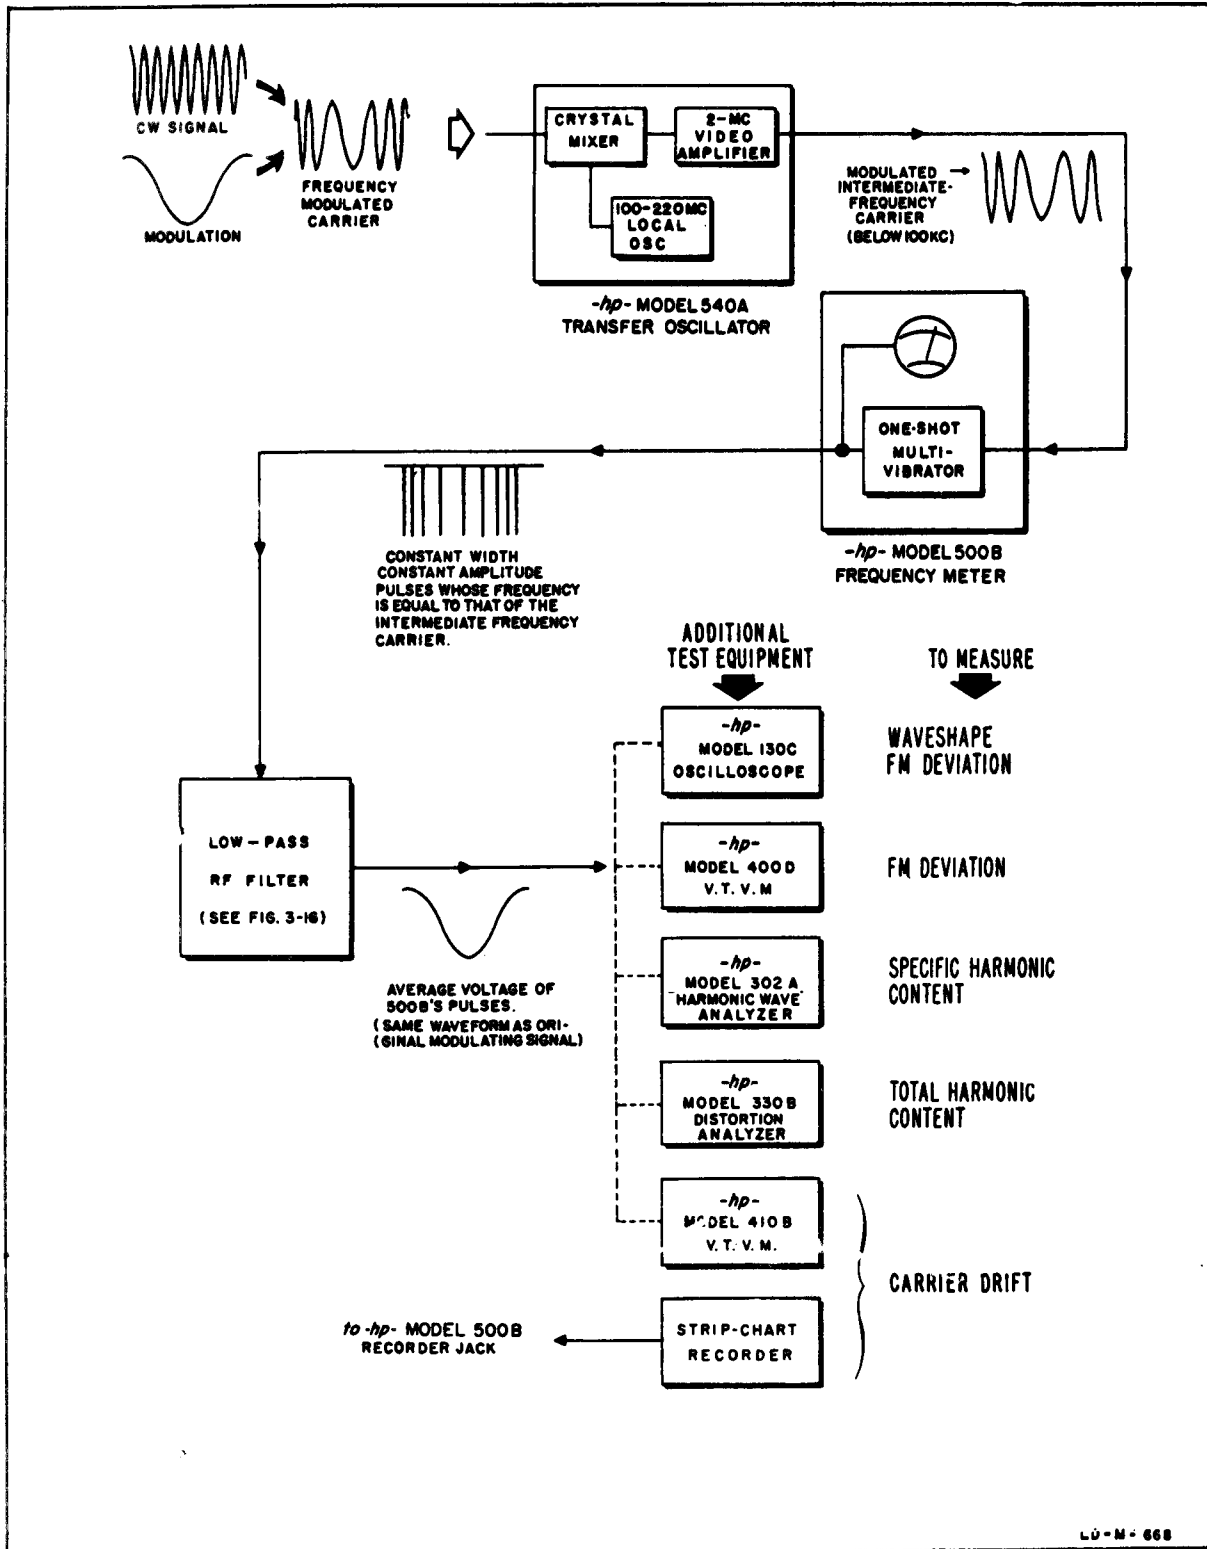 CW SIGNAL
MODULATION
FREQUENCY
MODULATED
CARRIER
CRYSTAL
MIXER
2-MC
VIDEO
AMPLIFIER
100-220MC
LOCAL
OSC
-hp- MODEL 540A
TRANSFER OSCILLATOR
MODULATED →
INTERMEDIATE-
FREQUENCY
CARRIER
(BELOW 100KC)
ONE-SHOT
MULTI-
VIBRATOR
-hp- MODEL 500B
FREQUENCY METER
CONSTANT WIDTH
CONSTANT AMPLITUDE
PULSES WHOSE FREQUENCY
IS EQUAL TO THAT OF THE
INTERMEDIATE FREQUENCY
CARRIER.
LOW-PASS
RF FILTER
(SEE FIG. 3-16)
AVERAGE VOLTAGE OF
500B'S PULSES.
(SAME WAVEFORM AS ORI-
(GINAL MODULATING SIGNAL)
ADDITIONAL
TEST EQUIPMENT
TO MEASURE
-hp-
MODEL 130C
OSCILLOSCOPE
WAVESHAPE
FM DEVIATION
-hp-
MODEL 400D
V. T. V. M
FM DEVIATION
-hp-
MODEL 302A
HARMONIC WAVE
ANALYZER
SPECIFIC HARMONIC
CONTENT
-hp-
MODEL 330B
DISTORTION
ANALYZER
TOTAL HARMONIC
CONTENT
-hp-
MODEL 410B
V. T. V. M.
CARRIER DRIFT
STRIP-CHART
RECORDER
to -hp- MODEL 500B
RECORDER JACK
LD-M-668